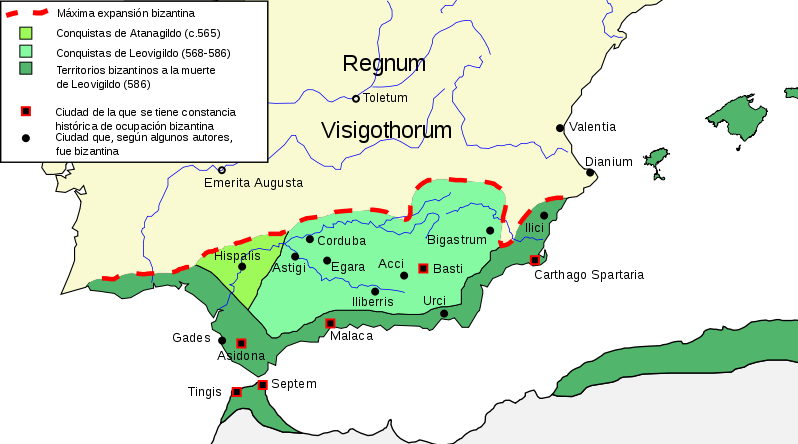 Máxima expansión bizantina
Conquistas de Atanagildo (c.565)
Conquistas de Leovigildo (568-586)
Territorios bizantinos a la muerte
de Leovigildo (586)
Ciudad de la que se tiene constancia
histórica de ocupación bizantina
Ciudad que, según algunos autores,
fue bizantina
Regnum
Toletum
Visigothorum
Valentia
Dianium
Emerita Augusta
Ilici
Corduba
Bigastrum
Hispalis
Astigi
Egara
Acci
Basti
Carthago Spartaria
Iliberris
Urci
Gades
Malaca
Asidona
Septem
Tingis